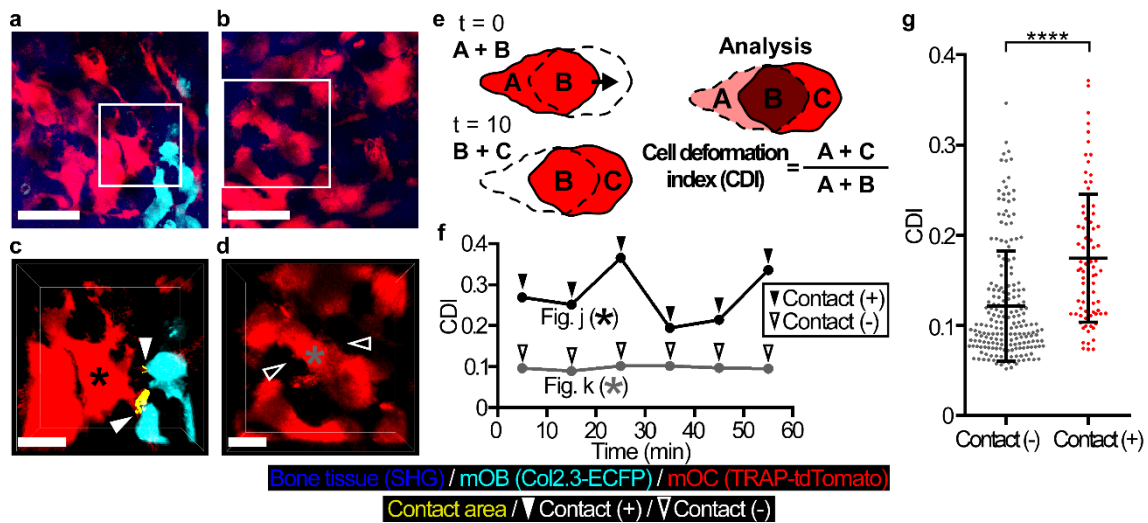 a
b
e
t = 0
A + B
A
B
t = 10
B + C
B
C
Analysis
A
B
C
Cell deformation
index (CDI)
=
A + C
A + B
g
****
0.4
0.3
0.2
0.1
0
CDI
Contact (-)
Contact (+)
c
*
d
*
f
0.4
0.3
0.2
0.1
0
CDI
Fig. j (*)
Fig. k (*)
Contact (+)
Contact (-)
0 10 20 30 40 50 60
Time (min)
Bone tissue (SHG) / mOB (Col2.3-ECFP) / mOC (TRAP-tdTomato)
Contact area / Contact (+) / Contact (-)